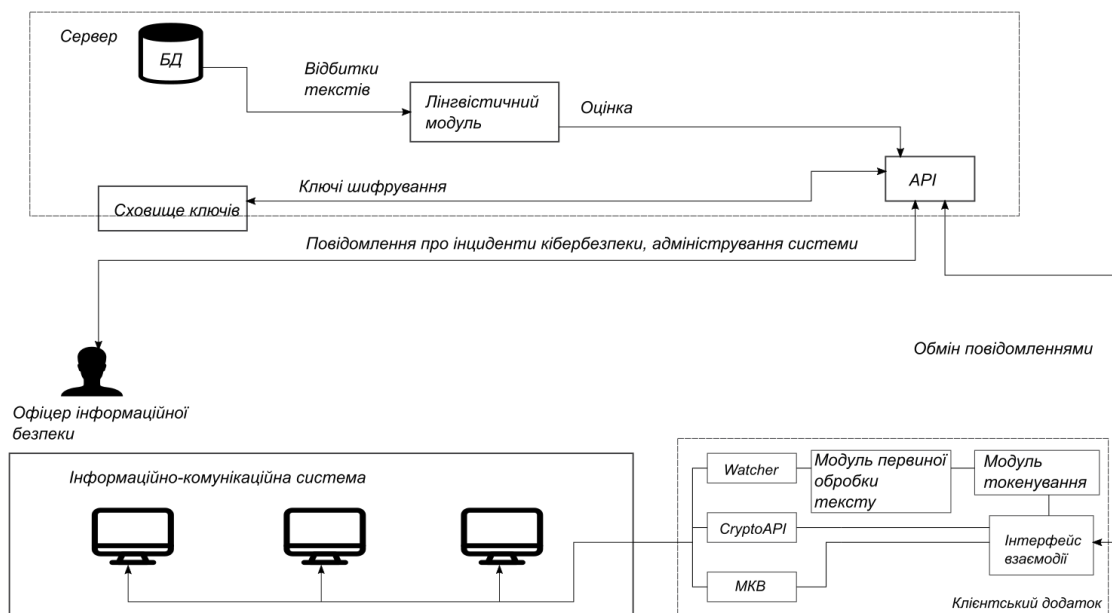 Сервер
БД
Відбитки
текстів
Лінгвістичний
модуль
Оцінка
API
Ключі шифрування
Сховище ключів
Повідомлення про інциденти кібербезпеки, адміністрування системи
Обмін повідомленнями
Офіцер інформаційної
безпеки
Інформаційно-комунікаційна система
Watcher
Модуль первиної
обробки
тексту
Модуль
токенування
CryptoAPI
Інтерфейс
взаємодії
МКВ
Клієнтський додаток